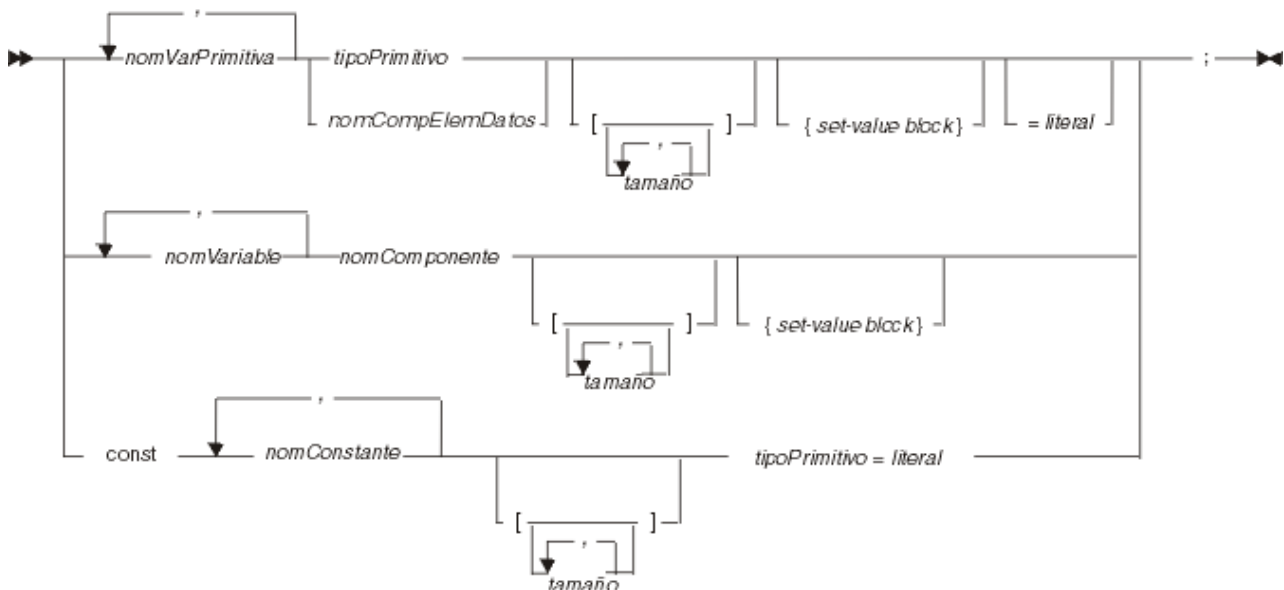 ,
nomVarPrimitiva tipoPrimitivo ;
nomCompElemDatos [ ] { set-value block} = literal
,
tamaño
,
nomVariable nomComponente
[ ] { set-value block}
,
tamaño
,
const nomConstante tipoPrimitivo = literal
[ ]
,
tamaño